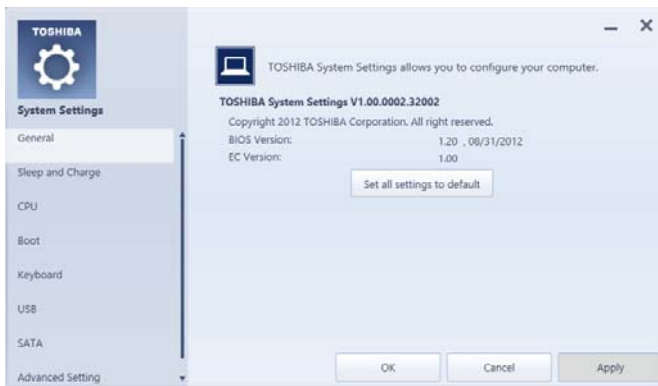 TOSHIBA
System Settings
General
Sleep and Charge
CPU
Boot
Keyboard
USB
SATA
Advanced Setting
TOSHIBA System Settings allows you to configure your computer.
TOSHIBA System Settings V1.00.0002.32002
Copyright 2012 TOSHIBA Corporation. All right reserved.
BIOS Version: 1.20 , 08/31/2012
EC Version: 1.00
Set all settings to default
OK Cancel Apply